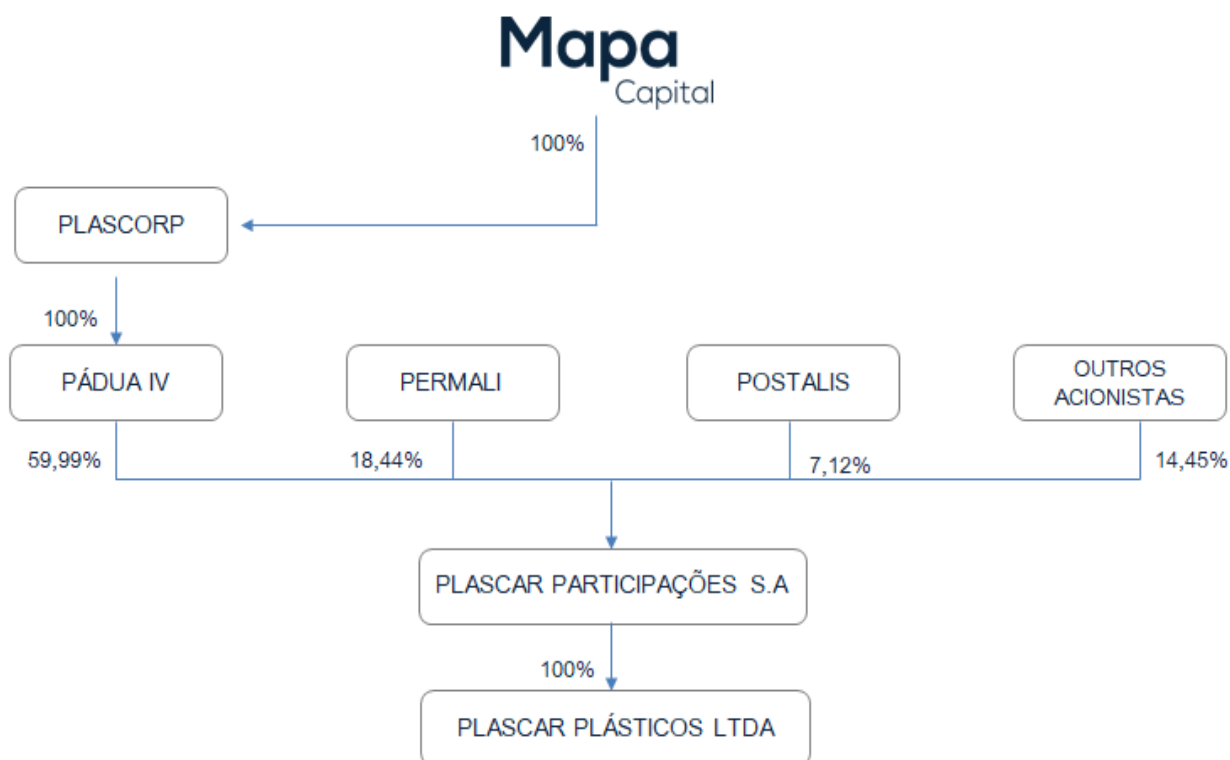 Mapa
Capital
100%
PLASCORP
100%
PÁDUA IV
PERMALI
POSTALIS
OUTROS
ACIONISTAS
59,99%
18,44%
7,12%
14,45%
PLASCAR PARTICIPAÇÕES S.A
100%
PLASCAR PLÁSTICOS LTDA